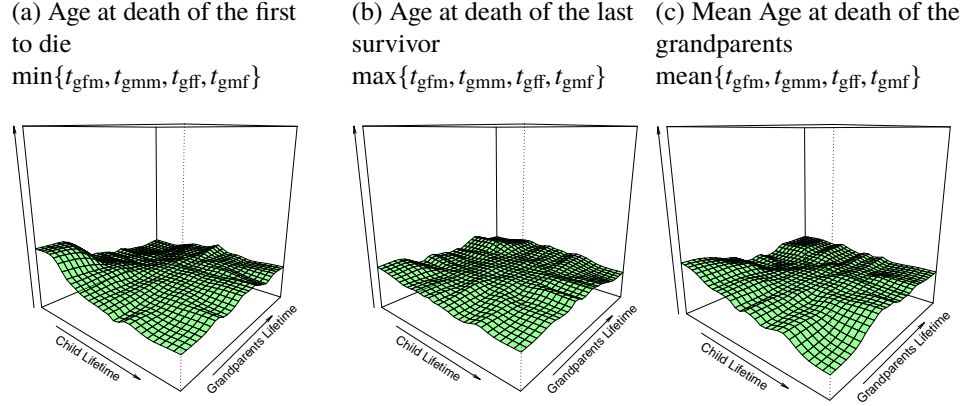 (a) Age at death of the first
to die
min{t_gfm, t_gmm, t_gff, t_gmf}
(b) Age at death of the last
survivor
max{t_gfm, t_gmm, t_gff, t_gmf}
(c) Mean Age at death of the
grandparents
mean{t_gfm, t_gmm, t_gff, t_gmf}
Child Lifetime
Grandparents Lifetime
Child Lifetime
Grandparents Lifetime
Child Lifetime
Grandparents Lifetime